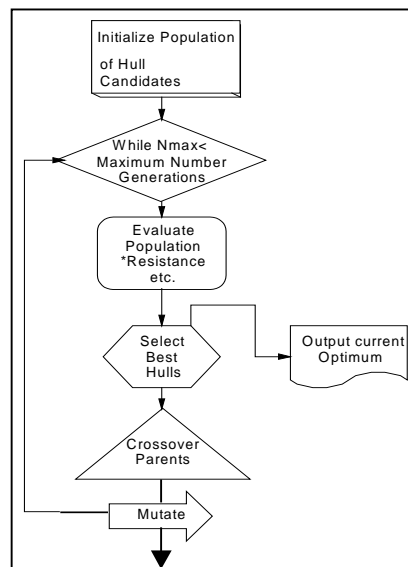 Initialize Population
of Hull
Candidates
While Nmax<
Maximum Number
Generations
Evaluate
Population
*Resistance
etc.
Select
Best
Hulls
Output current
Optimum
Crossover
Parents
Mutate